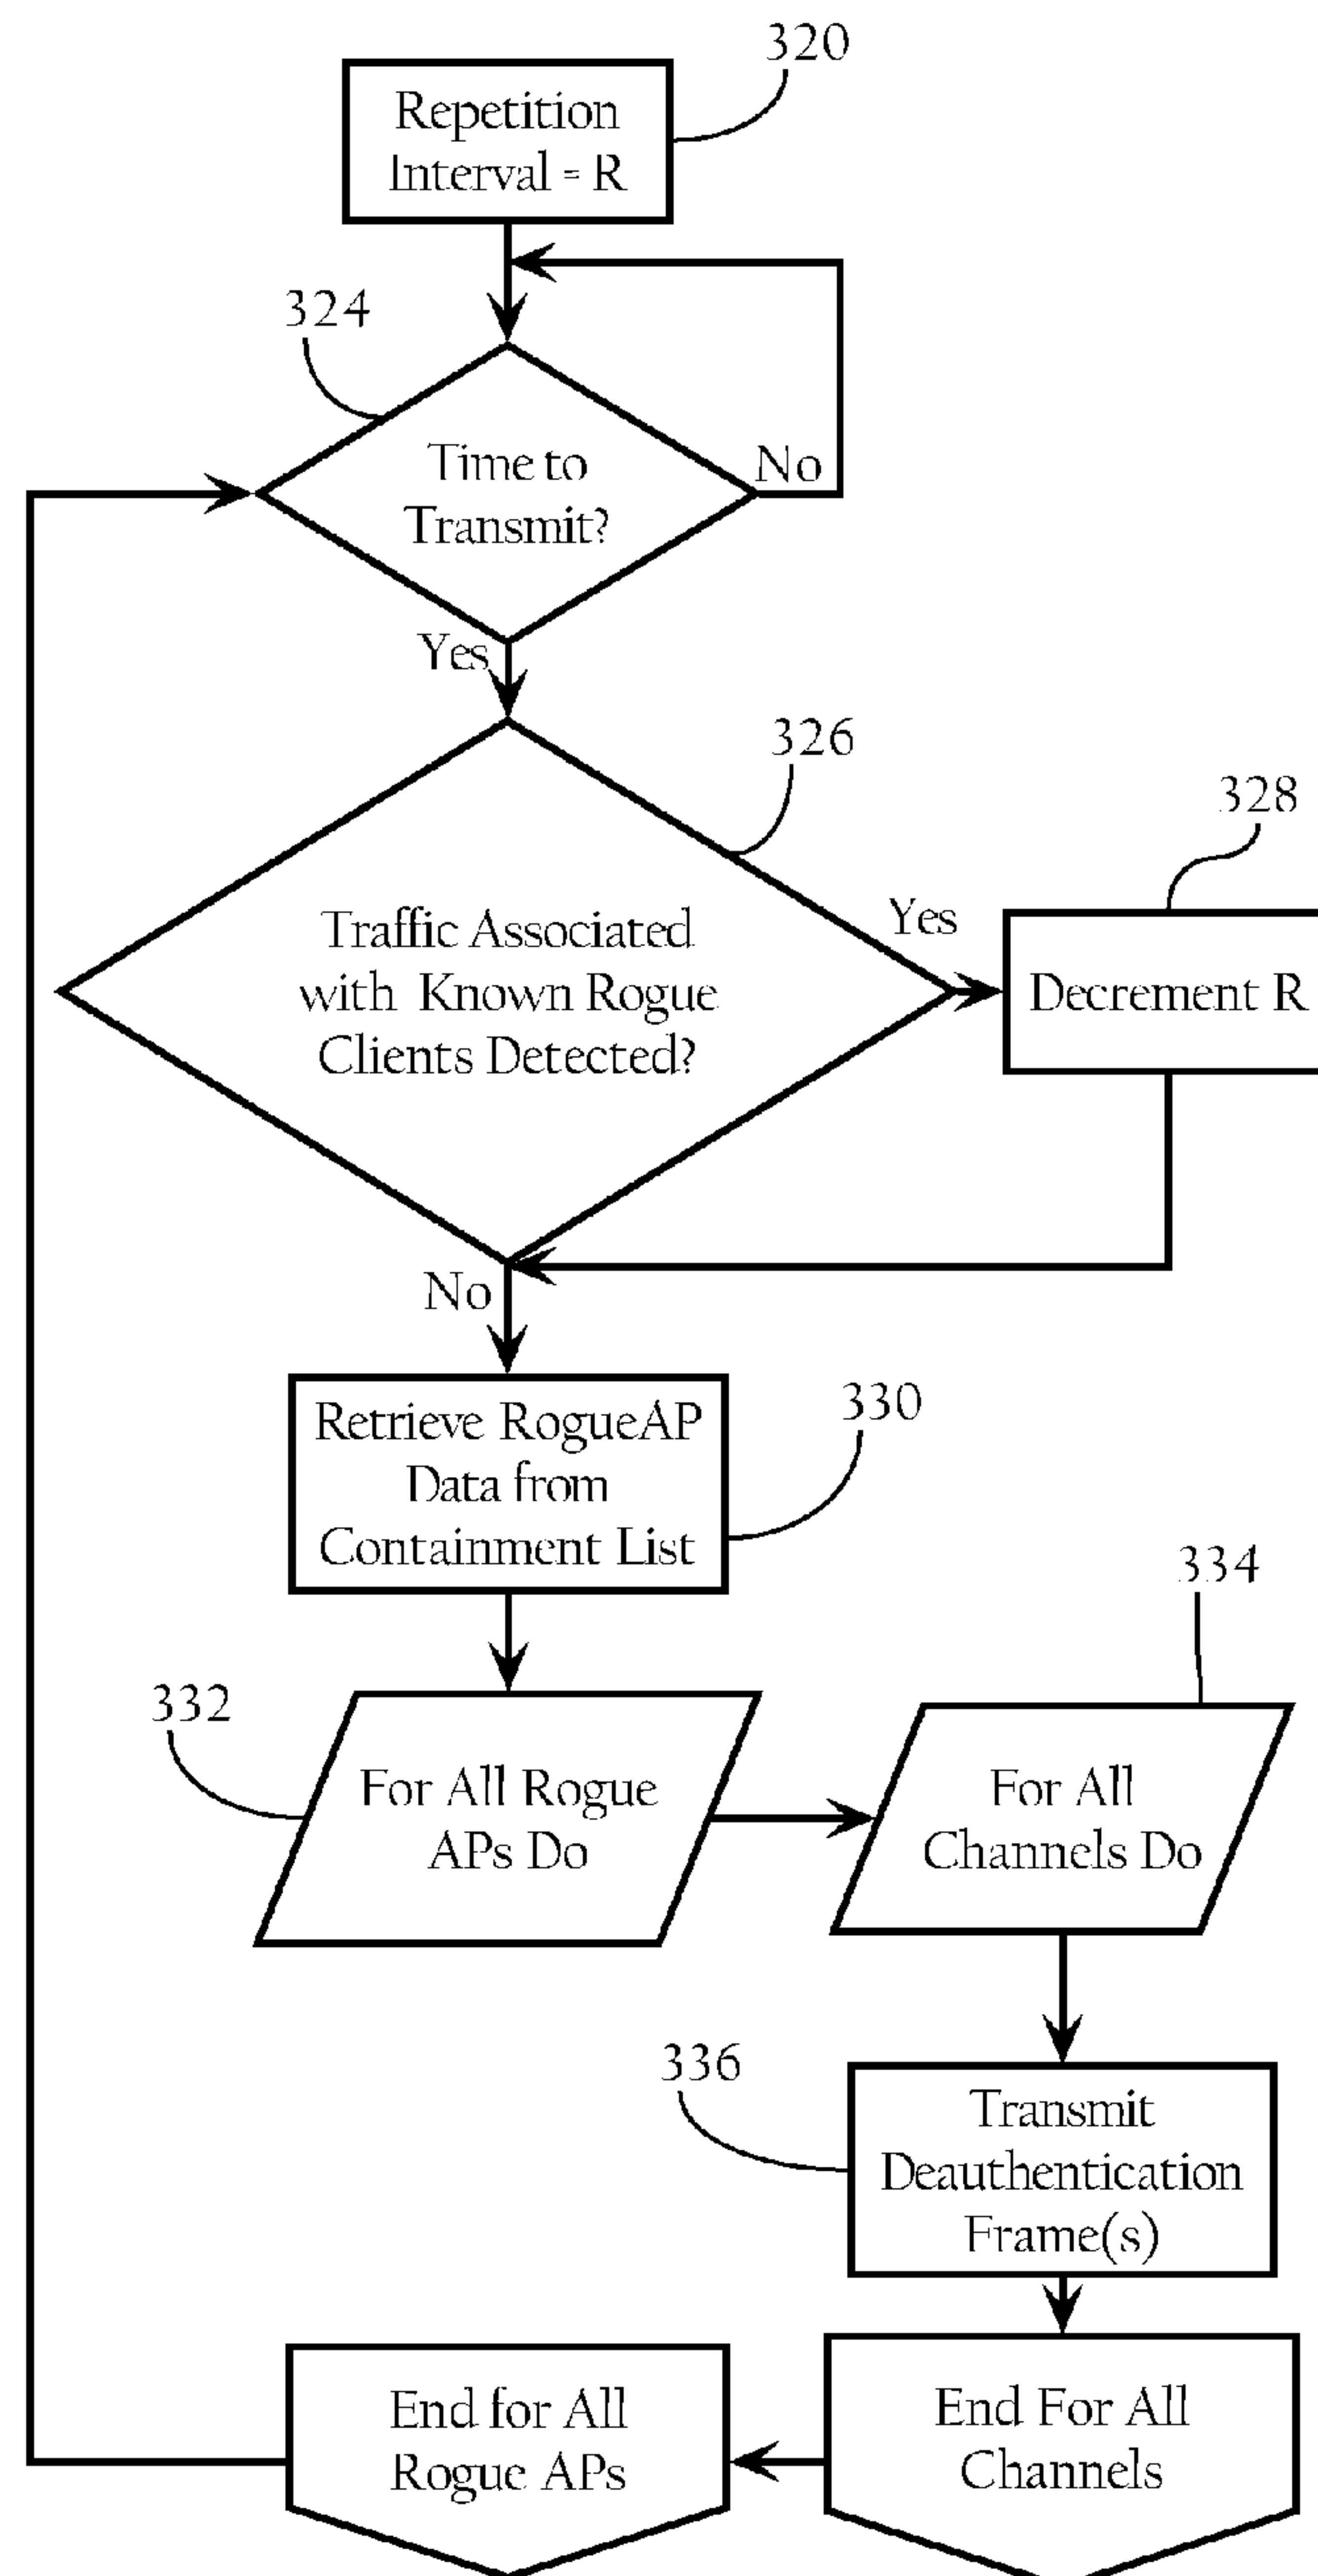 320
Repetition
Interval = R
324
Time to
Transmit?
No
Yes
326
328
Traffic Associated
with Known Rogue
Clients Detected?
Yes
Decrement R
No
Retrieve RogueAP
Data from
Containment List
330
332
For All Rogue
APs Do
334
For All
Channels Do
336
Transmit
Deauthentication
Frame(s)
End for All
Rogue APs
End For All
Channels